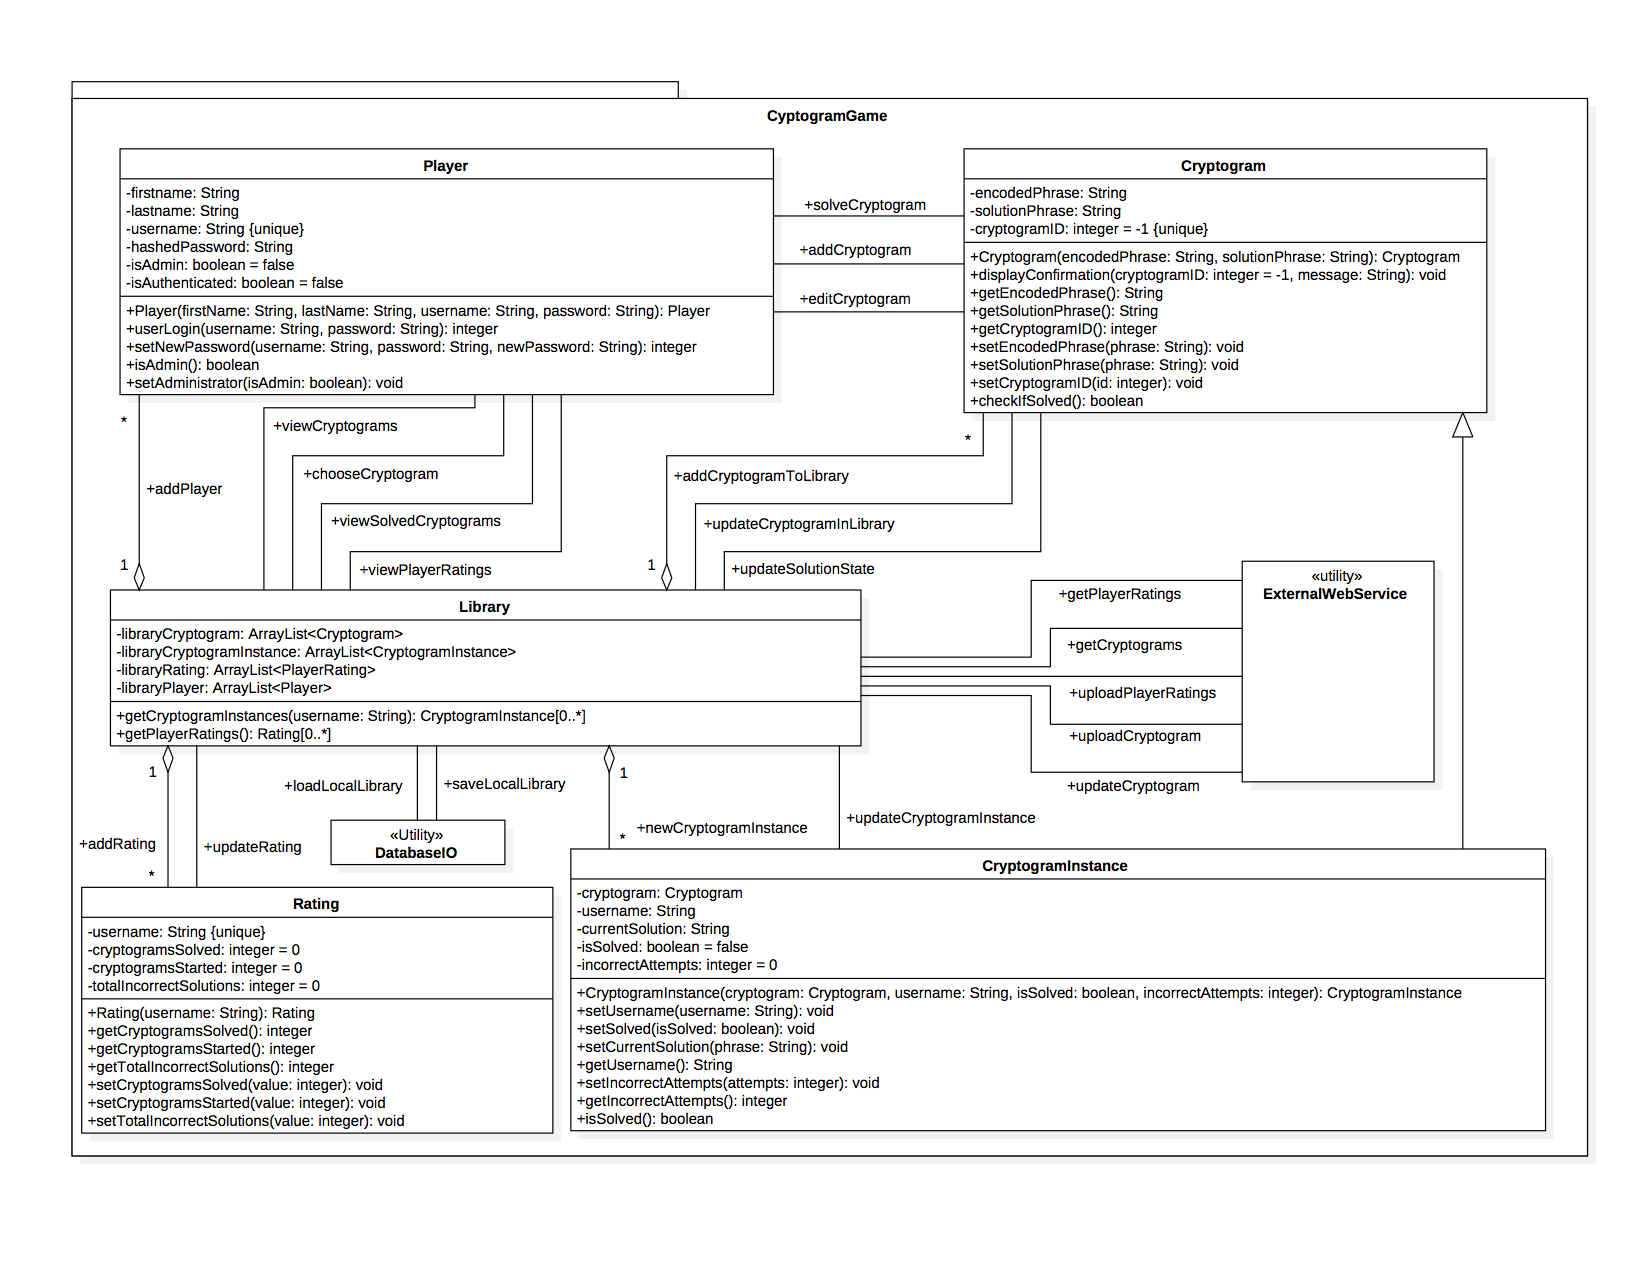 CyptogramGame
Player
-firstname: String
-lastname: String
-username: String {unique}
-hashedPassword: String
-isAdmin: boolean = false
-isAuthenticated: boolean = false
+Player(firstName: String, lastName: String, username: String, password: String): Player
+userLogin(username: String, password: String): integer
+setNewPassword(username: String, password: String, newPassword: String): integer
+isAdmin(): boolean
+setAdministrator(isAdmin: boolean): void
+solveCryptogram
+addCryptogram
+editCryptogram
Cryptogram
-encodedPhrase: String
-solutionPhrase: String
-cryptogramID: integer = -1 {unique}
+Cryptogram(encodedPhrase: String, solutionPhrase: String): Cryptogram
+displayConfirmation(cryptogramID: integer = -1, message: String): void
+getEncodedPhrase(): String
+getSolutionPhrase(): String
+getCryptogramID(): integer
+setEncodedPhrase(phrase: String): void
+setSolutionPhrase(phrase: String): void
+setCryptogramID(id: integer): void
+checkIfSolved(): boolean
*
+addPlayer
1
+viewCryptograms
+chooseCryptogram
+viewSolvedCryptograms
+viewPlayerRatings
*
+addCryptogramToLibrary
1
+updateCryptogramInLibrary
+updateSolutionState
Library
-libraryCryptogram: ArrayList<Cryptogram>
-libraryCryptogramInstance: ArrayList<CryptogramInstance>
-libraryRating: ArrayList<PlayerRating>
-libraryPlayer: ArrayList<Player>
+getCryptogramInstances(username: String): CryptogramInstance[0..*]
+getPlayerRatings(): Rating[0..*]
+getPlayerRatings
+getCryptograms
+uploadPlayerRatings
+uploadCryptogram
+updateCryptogram
«utility»
ExternalWebService
1
+addRating
*
+updateRating
+loadLocalLibrary
+saveLocalLibrary
«Utility»
DatabaseIO
1
*
+newCryptogramInstance
+updateCryptogramInstance
Rating
-username: String {unique}
-cryptogramsSolved: integer = 0
-cryptogramsStarted: integer = 0
-totalIncorrectSolutions: integer = 0
+Rating(username: String): Rating
+getCryptogramsSolved(): integer
+getCryptogramsStarted(): integer
+getTotalIncorrectSolutions(): integer
+setCryptogramsSolved(value: integer): void
+setCryptogramsStarted(value: integer): void
+setTotalIncorrectSolutions(value: integer): void
CryptogramInstance
-cryptogram: Cryptogram
-username: String
-currentSolution: String
-isSolved: boolean = false
-incorrectAttempts: integer = 0
+CryptogramInstance(cryptogram: Cryptogram, username: String, isSolved: boolean, incorrectAttempts: integer): CryptogramInstance
+setUsername(username: String): void
+setSolved(isSolved: boolean): void
+setCurrentSolution(phrase: String): void
+getUsername(): String
+setIncorrectAttempts(attempts: integer): void
+getIncorrectAttempts(): integer
+isSolved(): boolean